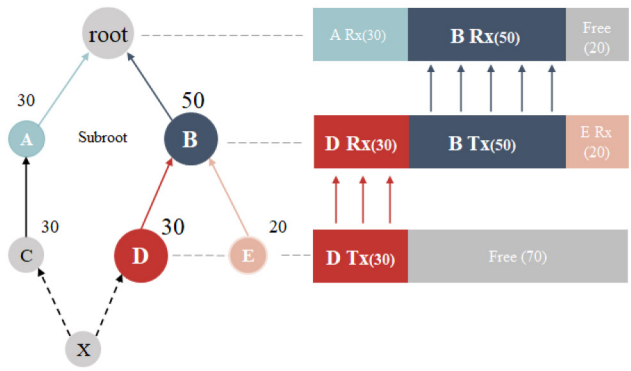 root
A Rx(30)
B Rx(50)
Free
(20)
30
50
A
Subroot
B
D Rx(30)
B Tx(50)
E Rx
(20)
30
30
20
C
D
E
D Tx(30)
Free (70)
X